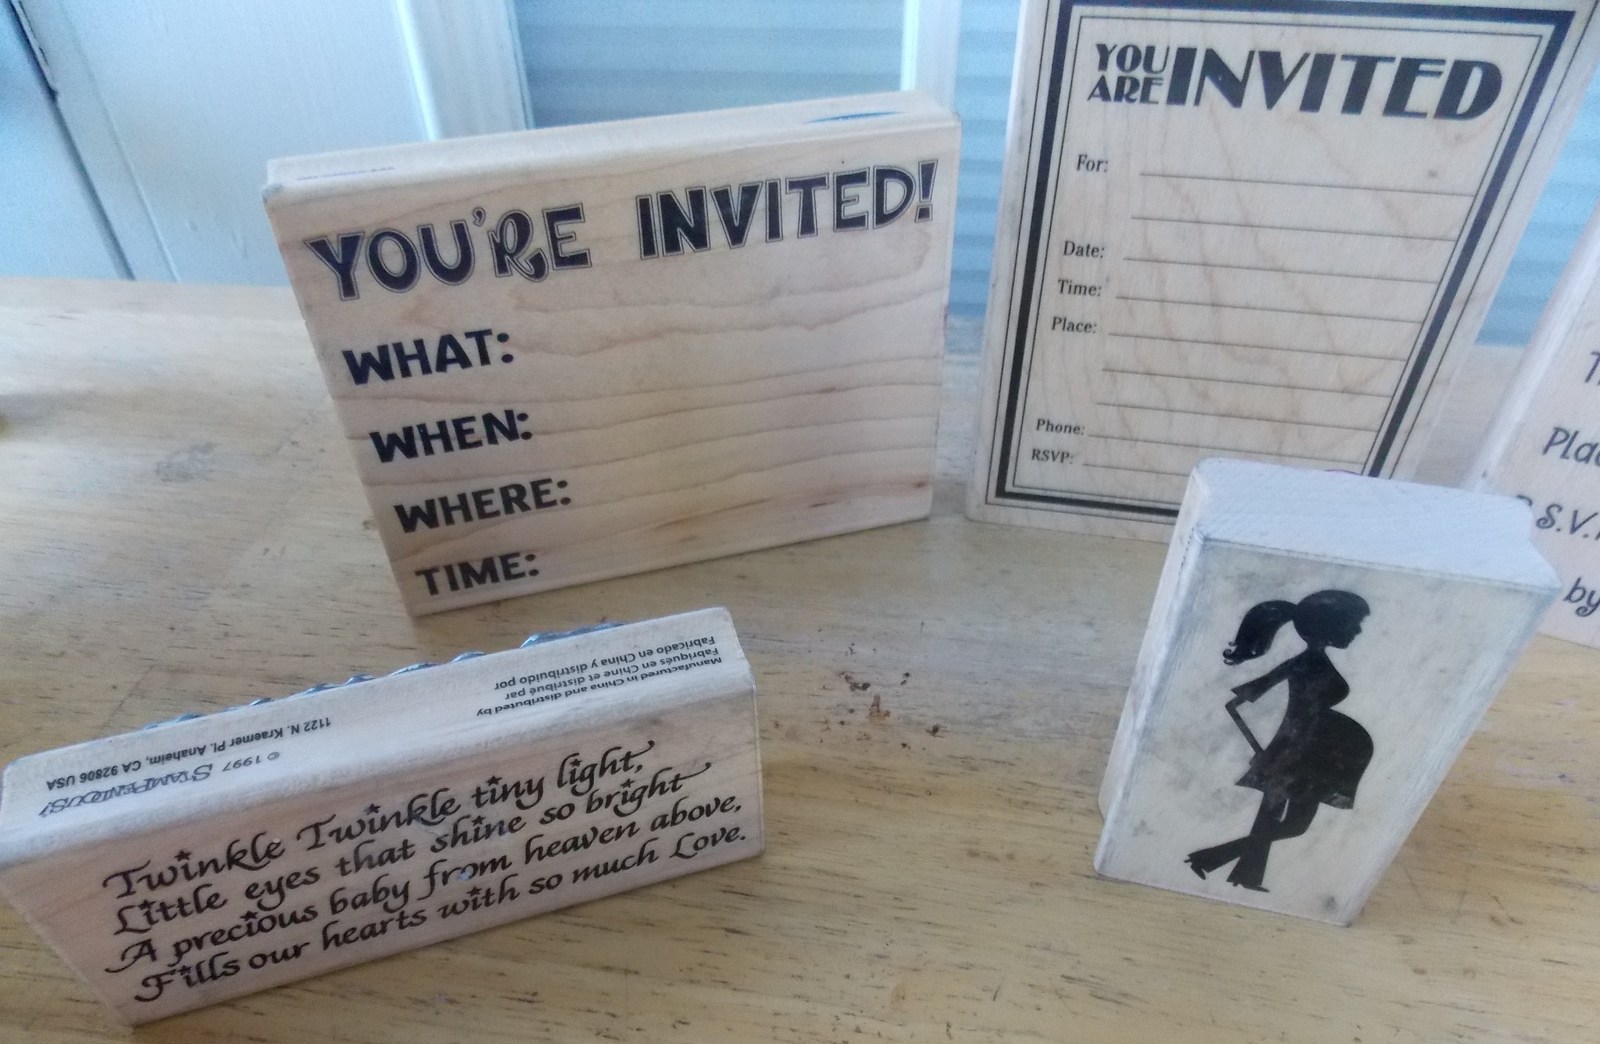 YOU'RE INVITED!
WHAT:
WHEN:
WHERE:
TIME:
YOU
ARE INVITED
For:
Date:
Time:
Place:
Phone:
RSVP:
Manufactured in China and distributed by
Fabriqués en Chine et distribué par
Fabricado en China y distribuido por
© 1997 STAMPENDOUS!
1122 N. Kraemer Pl. Anaheim, CA 92806 USA
Twinkle Twinkle tiny light,
Little eyes that shine so bright
A precious baby from heaven above,
Fills our hearts with so much Love.
by